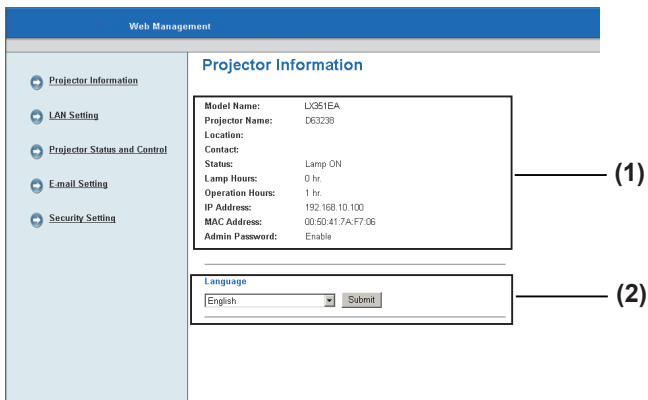 Web Management
Projector Information
LAN Setting
Projector Status and Control
E-mail Setting
Security Setting
Projector Information
Model Name: LX351EA
Projector Name: D63238
Location:
Contact:
Status: Lamp ON
Lamp Hours: 0 hr.
Operation Hours: 1 hr.
IP Address: 192.168.10.100
MAC Address: 00:50:41:7A:F7:06
Admin Password: Enable
(1)
Language
English Submit
(2)